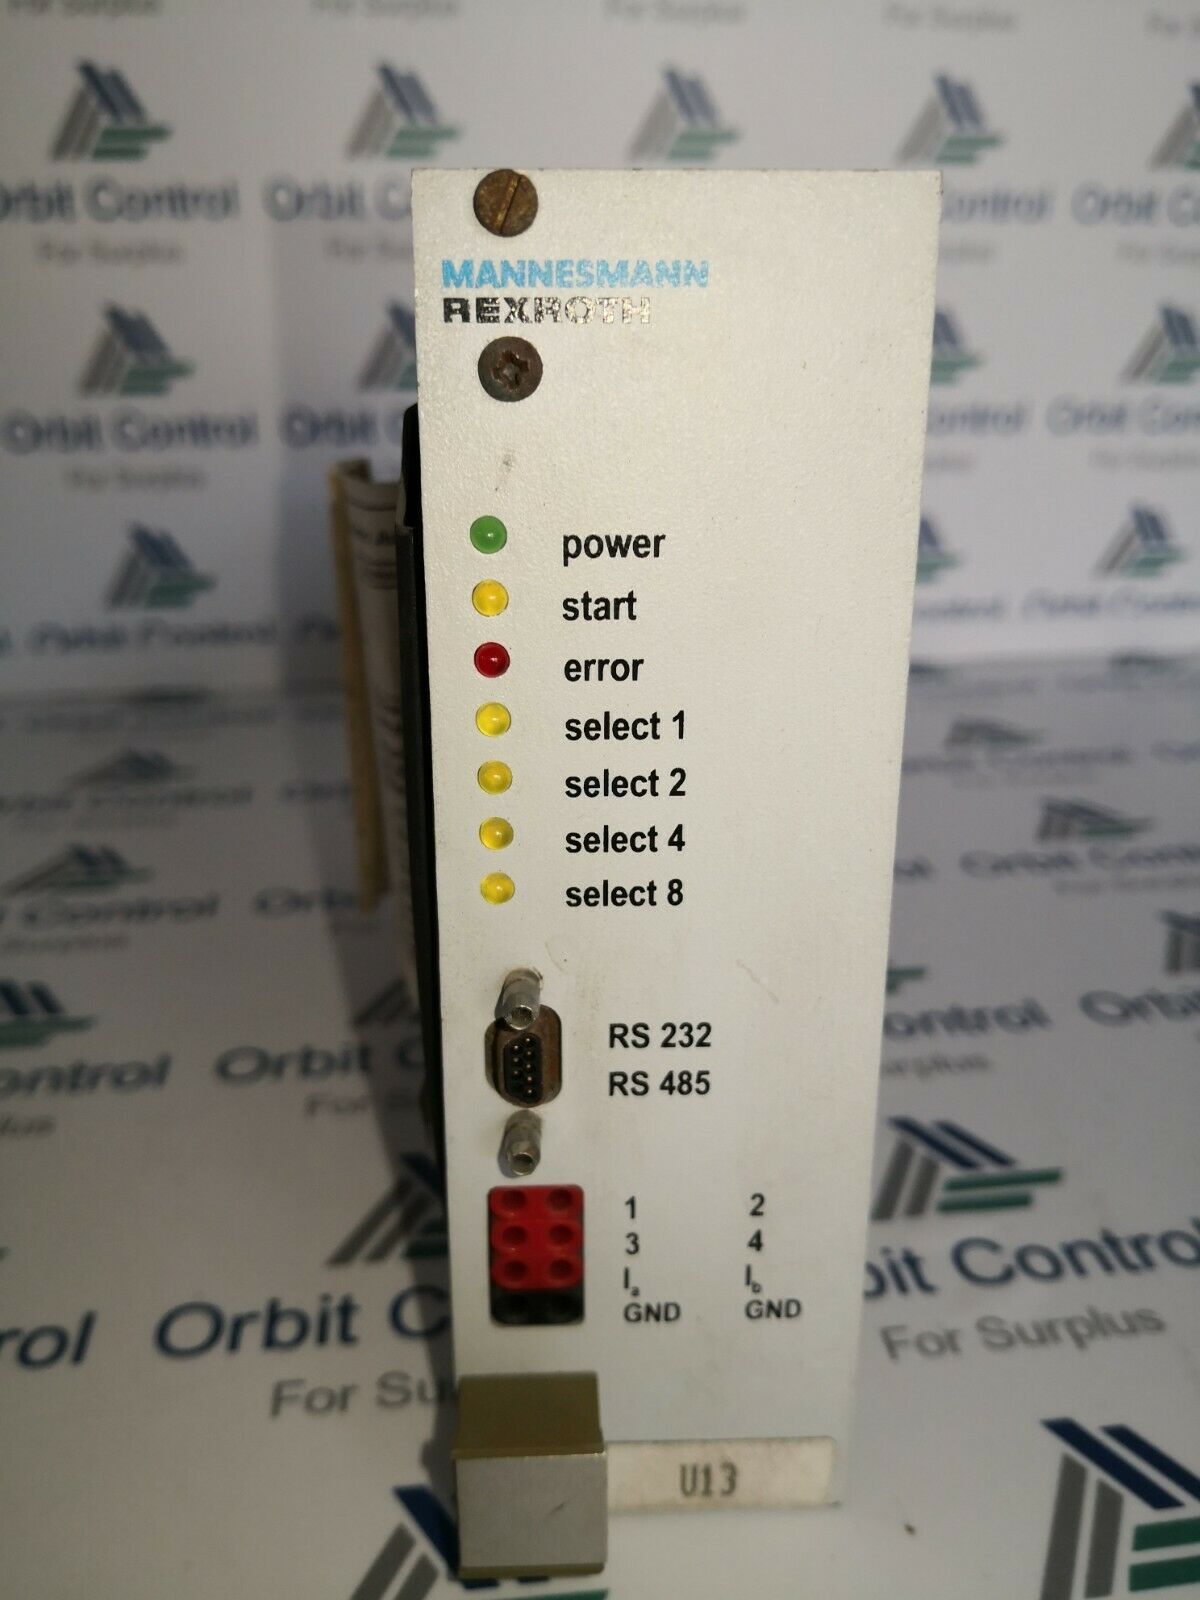 MANNESMANN
REXROTH
power
start
error
select 1
select 2
select 4
select 8
RS 232
RS 485
1 2
3 4
Ia Ib
GND GND
U13
Orbit Control
For Surplus